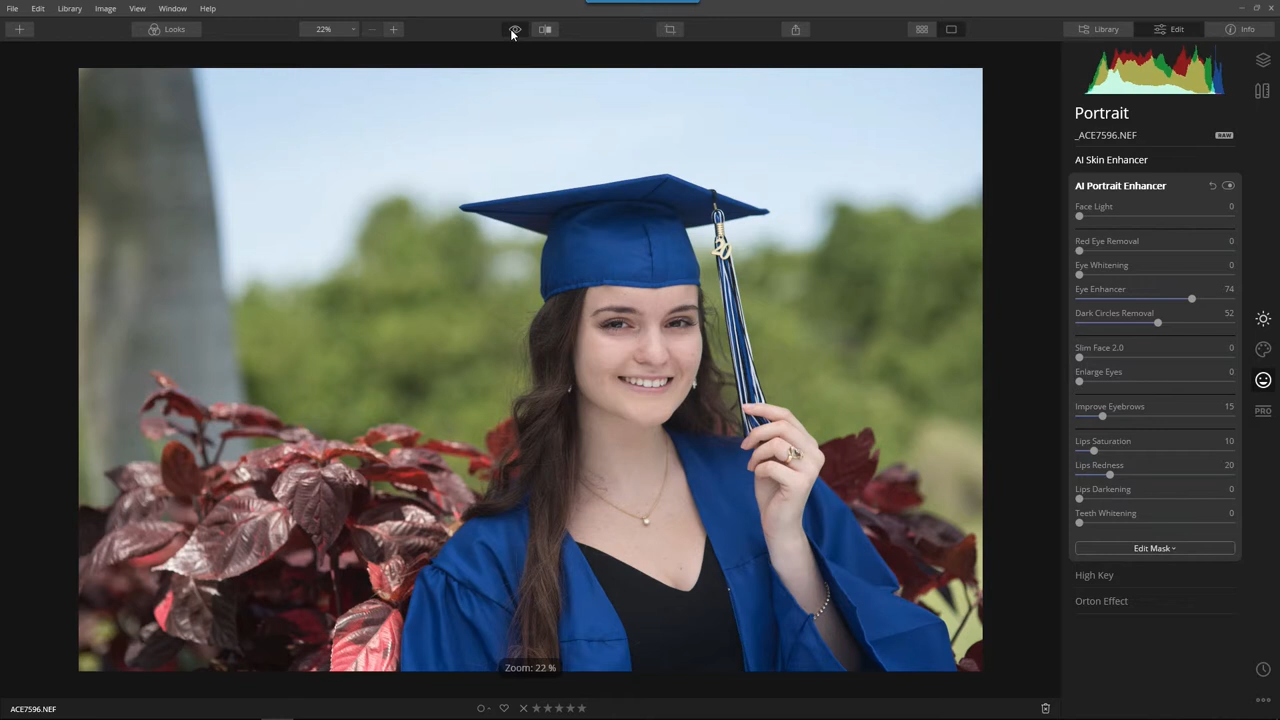 File Edit Library Image View Window Help
Looks 22% Library Edit Info
Portrait
_ACE7596.NEF RAW
AI Skin Enhancer
AI Portrait Enhancer
Face Light 0
Red Eye Removal 0
Eye Whitening 0
Eye Enhancer 74
Dark Circles Removal 52
Slim Face 2.0 0
Enlarge Eyes 0
Improve Eyebrows 15
Lips Saturation 10
Lips Redness 20
Lips Darkening 0
Teeth Whitening 0
Edit Mask
High Key
Orton Effect
PRO
20
Zoom: 22 %
ACE7596.NEF